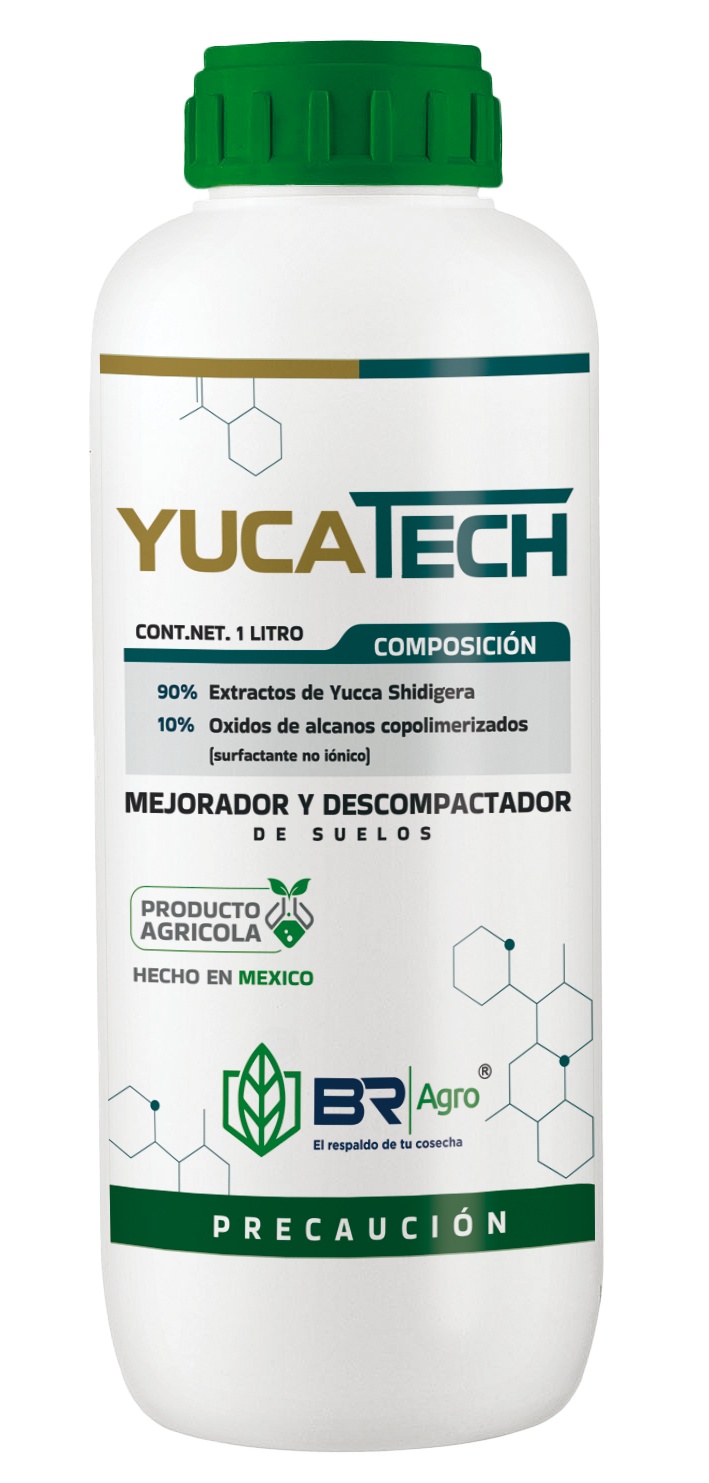 YUCATECH
CONT.NET. 1 LITRO
COMPOSICIÓN
90% Extractos de Yucca Shidigera
10% Oxidos de alcanos copolimerizados
(surfactante no iónico)
MEJORADOR Y DESCOMPACTADOR
DE SUELOS
PRODUCTO
AGRICOLA
HECHO EN MEXICO
BR Agro®
El respaldo de tu cosecha
PRECAUCIÓN